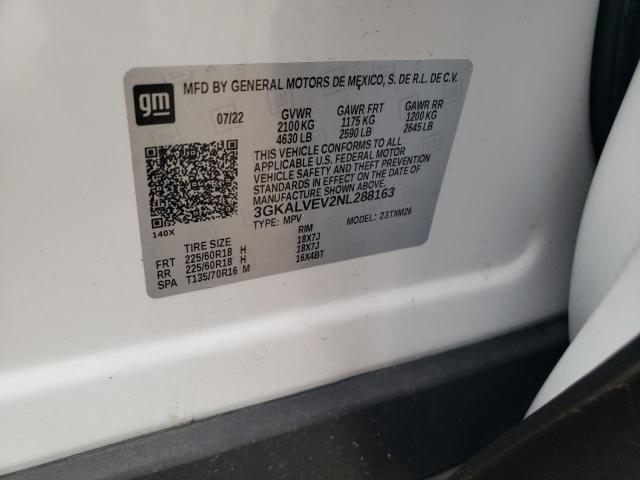 MFD BY GENERAL MOTORS DE MEXICO, S. DE R.L. DE C.V.
gm
07/22 GVWR GAWR FRT GAWR RR
2100 KG 1175 KG 1200 KG
4630 LB 2590 LB 2645 LB
THIS VEHICLE CONFORMS TO ALL
APPLICABLE U.S. FEDERAL MOTOR
VEHICLE SAFETY AND THEFT PREVENTION
STANDARDS IN EFFECT ON THE DATE OF
MANUFACTURE SHOWN ABOVE.
3GKALVEV2NL288163
TYPE: MPV MODEL: 23TXM26
140X
TIRE SIZE RIM
FRT 225/60R18 H 18X7J
RR 225/60R18 H 18X7J
SPA T135/70R16 M 16X4BT